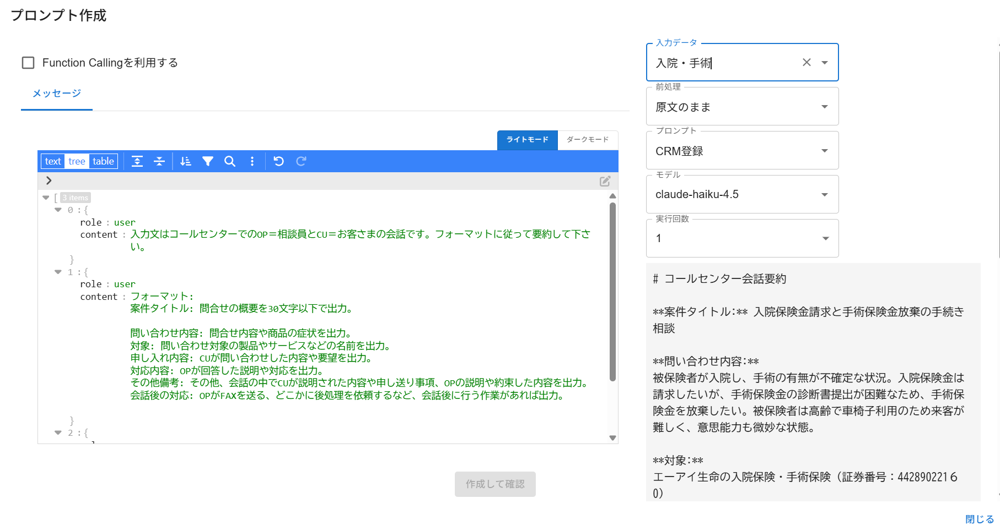 プロンプト作成
Function Callingを利用する
メッセージ
ライトモード
ダークモード
text tree table
[ 3 items
0 : {
role : user
content : 入力文はコールセンターでのOP＝相談員とCU＝お客さまの会話です。フォーマットに従って要約して下さ
い。
}
1 : {
role : user
content : フォーマット:
案件タイトル: 問合せの概要を30文字以下で出力。
問い合わせ内容: 問合せ内容や商品の症状を出力。
対象: 問い合わせ対象の製品やサービスなどの名前を出力。
申し入れ内容: CUが問い合わせした内容や要望を出力。
対応内容: OPが回答した説明や対応を出力。
その他備考: その他、会話の中でCUが説明された内容や申し送り事項、OPの説明や約束した内容を出力。
会話後の対応: OPがFAXを送る、どこかに後処理を依頼するなど、会話後に行う作業があれば出力。
}
2 : {
作成して確認
入力データ
入院・手術
前処理
原文のまま
プロンプト
CRM登録
モデル
claude-haiku-4.5
実行回数
1
# コールセンター会話要約
**案件タイトル:** 入院保険金請求と手術保険金放棄の手続き
相談
**問い合わせ内容:**
被保険者が入院し、手術の有無が不確定な状況。入院保険金は
請求したいが、手術保険金の診断書提出が困難なため、手術保
険金を放棄したい。被保険者は高齢で車椅子利用のため来客が
難しく、意思能力も微妙な状態。
**対象:**
エーアイ生命の入院保険・手術保険（証券番号：442890221６
0）
閉じる